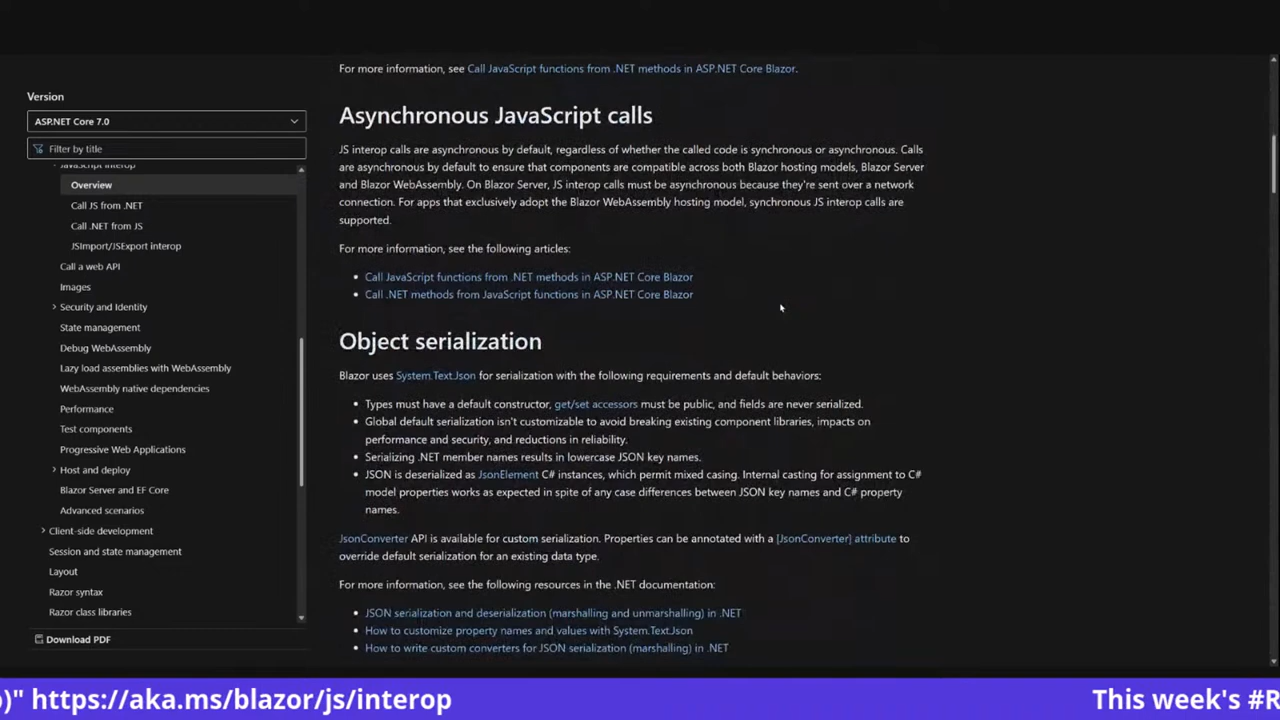 For more information, see Call JavaScript functions from .NET methods in ASP.NET Core Blazor.
Version
ASP.NET Core 7.0
Filter by title
JavaScript interop
Overview
Call JS from .NET
Call .NET from JS
JSImport/JSExport interop
Call a web API
Images
Security and Identity
State management
Debug WebAssembly
Lazy load assemblies with WebAssembly
WebAssembly native dependencies
Performance
Test components
Progressive Web Applications
Host and deploy
Blazor Server and EF Core
Advanced scenarios
Client-side development
Session and state management
Layout
Razor syntax
Razor class libraries
Download PDF
Asynchronous JavaScript calls
JS interop calls are asynchronous by default, regardless of whether the called code is synchronous or asynchronous. Calls
are asynchronous by default to ensure that components are compatible across both Blazor hosting models, Blazor Server
and Blazor WebAssembly. On Blazor Server, JS interop calls must be asynchronous because they're sent over a network
connection. For apps that exclusively adopt the Blazor WebAssembly hosting model, synchronous JS interop calls are
supported.
For more information, see the following articles:
• Call JavaScript functions from .NET methods in ASP.NET Core Blazor
• Call .NET methods from JavaScript functions in ASP.NET Core Blazor
Object serialization
Blazor uses System.Text.Json for serialization with the following requirements and default behaviors:
• Types must have a default constructor, get/set accessors must be public, and fields are never serialized.
• Global default serialization isn't customizable to avoid breaking existing component libraries, impacts on
performance and security, and reductions in reliability.
• Serializing .NET member names results in lowercase JSON key names.
• JSON is deserialized as JsonElement C# instances, which permit mixed casing. Internal casting for assignment to C#
model properties works as expected in spite of any case differences between JSON key names and C# property
names.
JsonConverter API is available for custom serialization. Properties can be annotated with a [JsonConverter] attribute to
override default serialization for an existing data type.
For more information, see the following resources in the .NET documentation:
• JSON serialization and deserialization (marshalling and unmarshalling) in .NET
• How to customize property names and values with System.Text.Json
• How to write custom converters for JSON serialization (marshalling) in .NET
)" https://aka.ms/blazor/js/interop
This week's #R